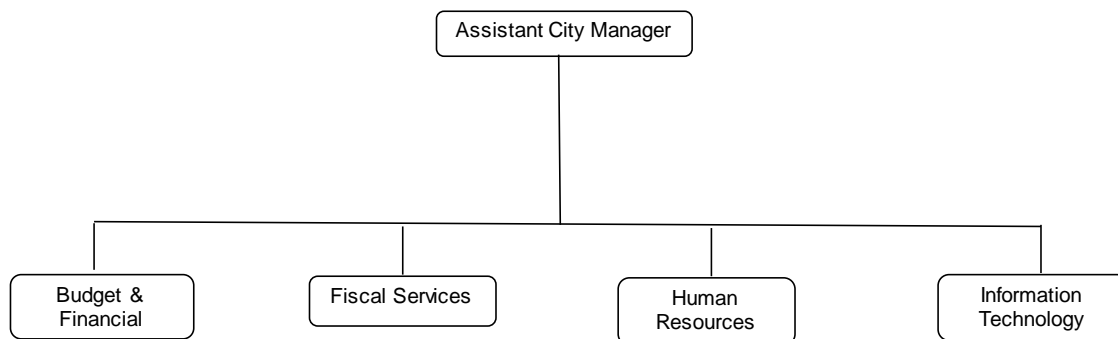 Assistant City Manager
Budget &
Financial
Fiscal Services
Human
Resources
Information
Technology